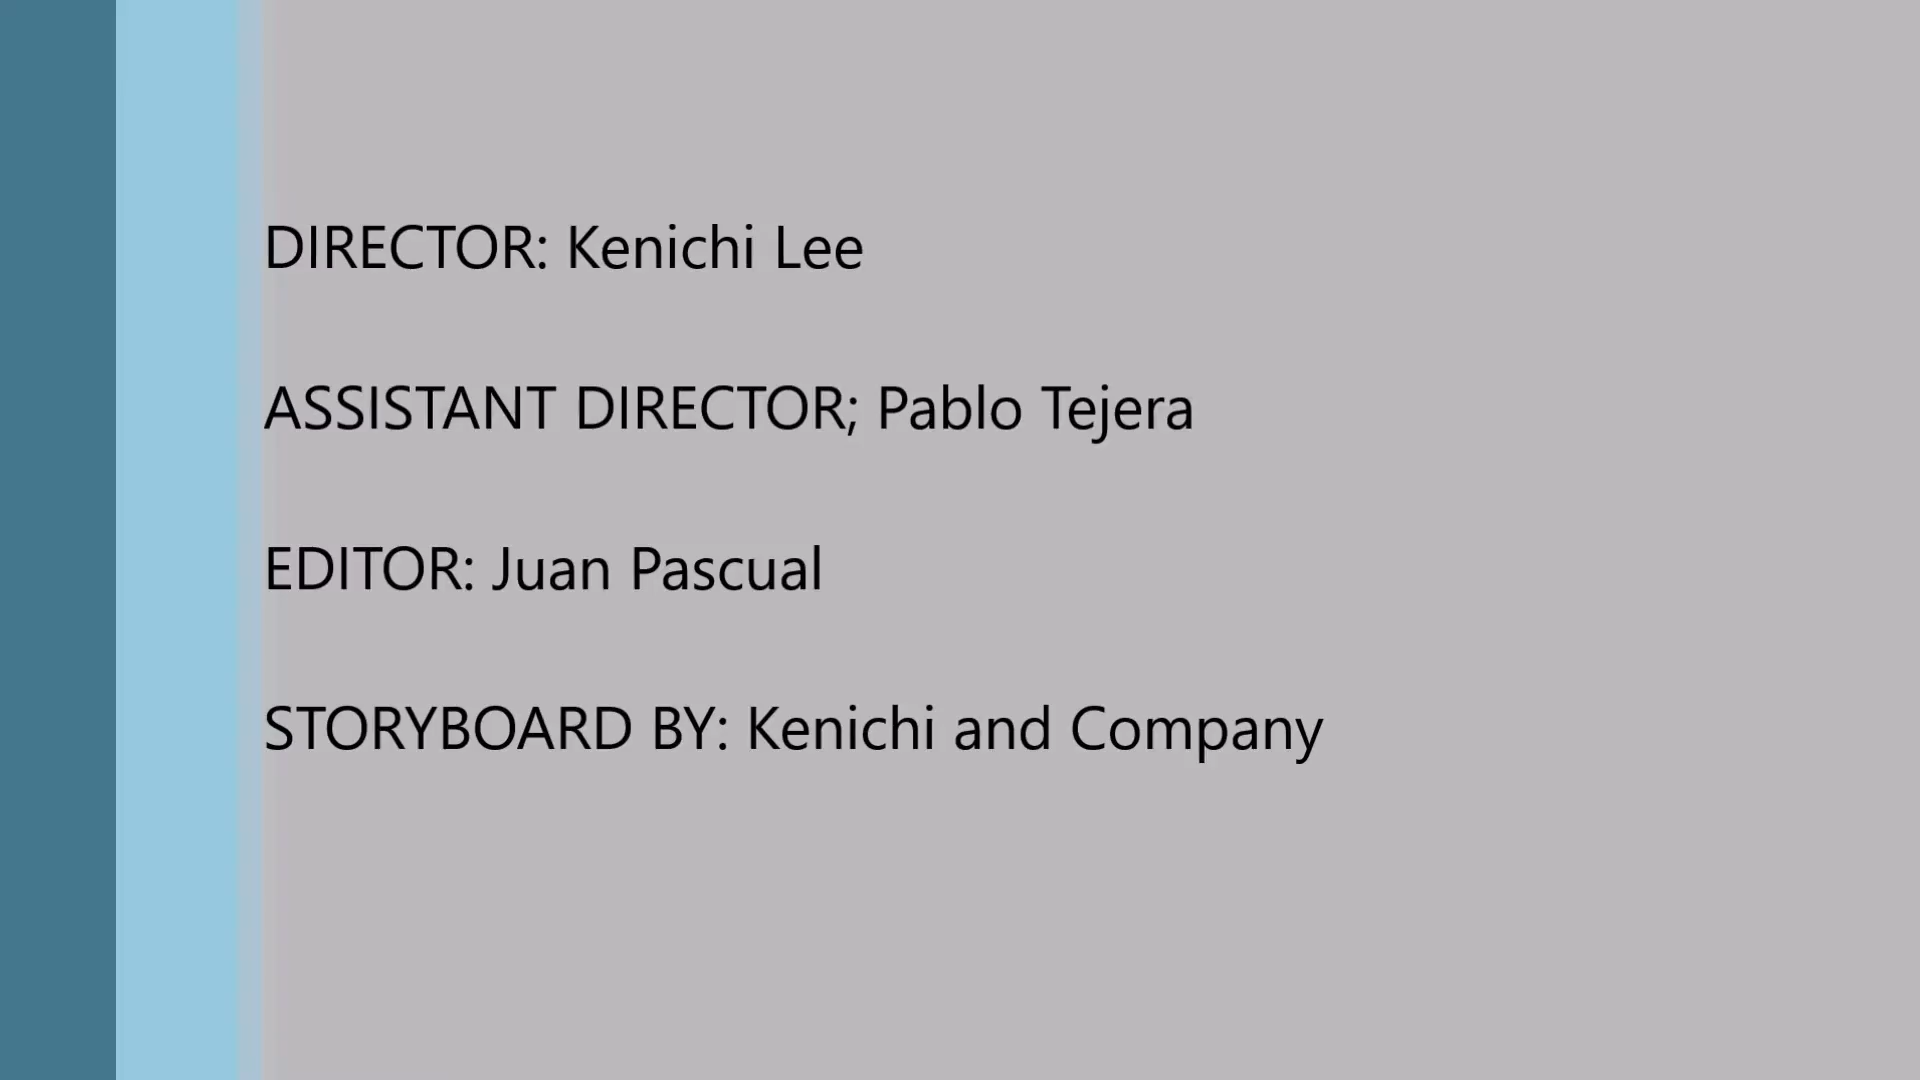 DIRECTOR: Kenichi Lee
ASSISTANT DIRECTOR; Pablo Tejera
EDITOR: Juan Pascual
STORYBOARD BY: Kenichi and Company